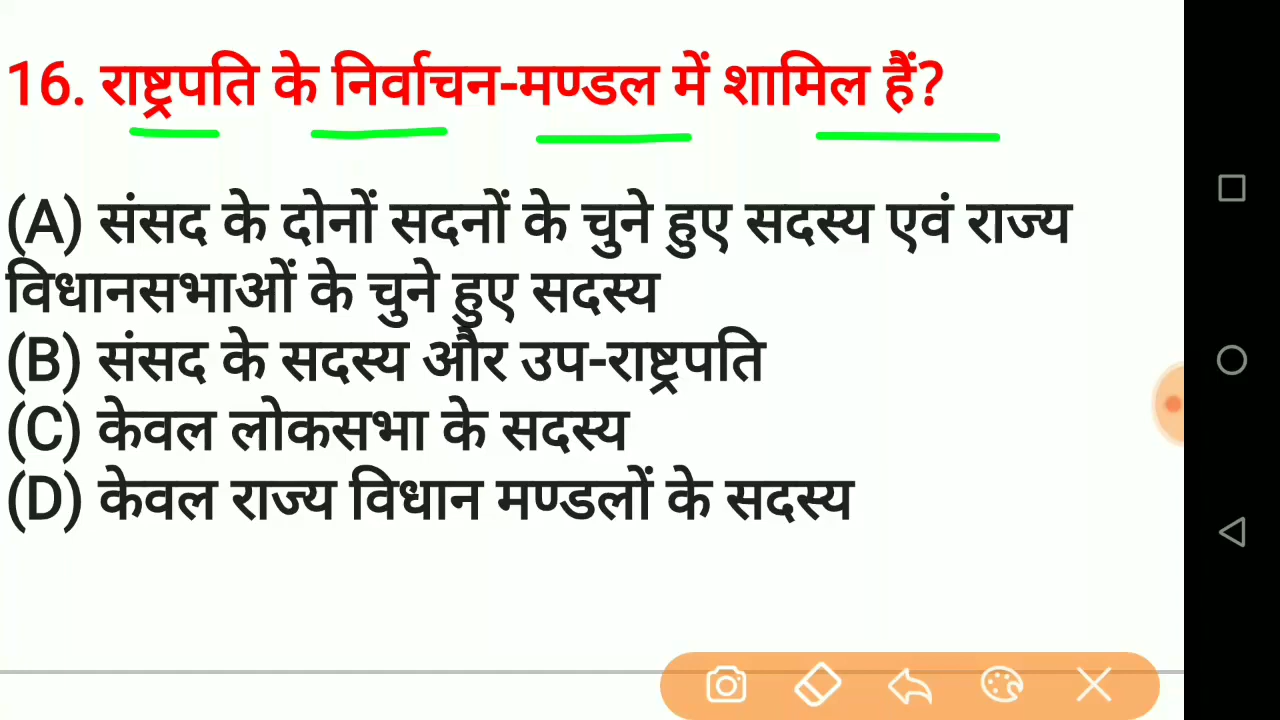 16. राष्ट्रपति के निर्वाचन-मण्डल में शामिल हैं?
(A) संसद के दोनों सदनों के चुने हुए सदस्य एवं राज्य
विधानसभाओं के चुने हुए सदस्य
(B) संसद के सदस्य और उप-राष्ट्रपति
(C) केवल लोकसभा के सदस्य
(D) केवल राज्य विधान मण्डलों के सदस्य